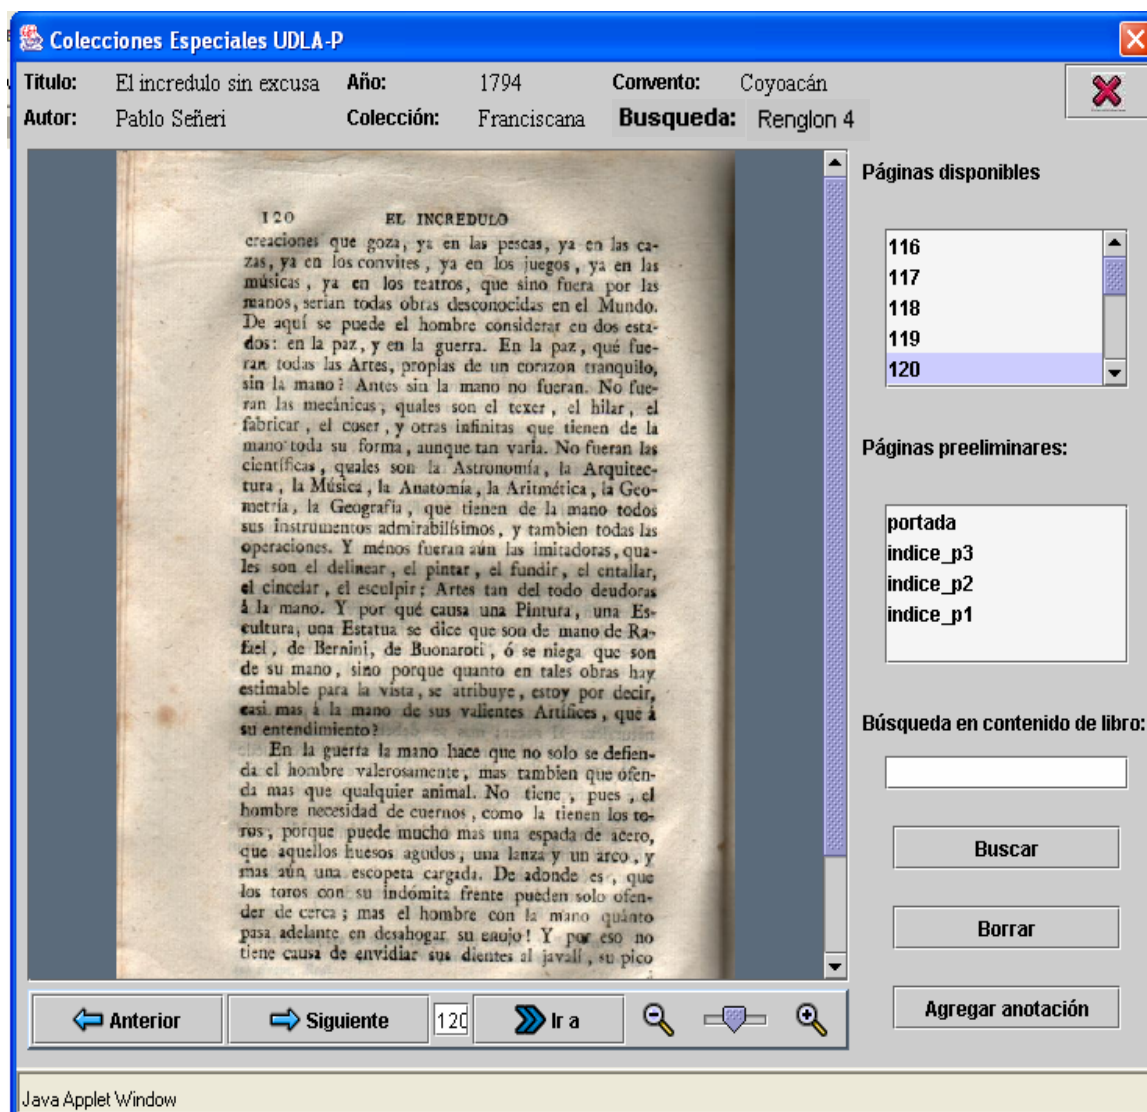 Colecciones Especiales UDLA-P
Título: El incredulo sin excusa Año: 1794 Convento: Coyoacán
Autor: Pablo Señeri Colección: Franciscana Busqueda: Renglon 4
120 EL INCREDULO
creaciones que goza, ya en las pescas, ya en las ca-
zas, ya en los convites, ya en los juegos, ya en las
músicas, ya en los teatros, que sino fuera por las
manos, serian todas obras desconocidas en el Mundo.
De aquí se puede el hombre considerar en dos esta-
dos: en la paz, y en la guerra. En la paz, qué fue-
ran todas las Artes, propias de un corazon tranquilo,
sin la mano? Antes sin la mano no fueran. No fue-
ran las mecánicas, quales son el texer, el hilar, el
fabricar, el coser, y otras infinitas que tienen de la
mano toda su forma, aunque tan varia. No fueran las
científicas, quales son la Astronomía, la Arquitec-
tura, la Música, la Anatomía, la Aritmética, la Geo-
metría, la Geografía, que tienen de la mano todos
sus instrumentos admirabilísimos, y tambien todas las
operaciones. Y ménos fueran aún las imitadoras, qua-
les son el delinear, el pintar, el fundir, el entallar,
el cincelar, el esculpir; Artes tan del todo deudoras
á la mano. Y por qué causa una Pintura, una Es-
cultura, una Estatua se dice que son de mano de Ra-
fael, de Bernini, de Buonaroti, ó se niega que son
de su mano, sino porque quanto en tales obras hay
estimable para la vista, se atribuye, estoy por decir,
casi mas á la mano de sus valientes Artífices, que á
su entendimiento?
En la guerra la mano hace que no solo se defien-
da el hombre valerosamente, mas tambien que ofen-
da mas que qualquier animal. No tiene, pues, el
hombre necesidad de cuernos, como la tienen los to-
ros, porque puede mucho mas una espada de acero,
que aquellos huesos agudos, una lanza y un arco, y
mas aún una escopeta cargada. De adonde es, que
los toros con su indómita frente pueden solo ofen-
der de cerca; mas el hombre con la mano quánto
pasa adelante en desahogar su enojo! Y por eso no
tiene causa de envidiar sus dientes al javalí, su pico
Páginas disponibles
116
117
118
119
120
Páginas preeliminares:
portada
indice_p3
indice_p2
indice_p1
Búsqueda en contenido de libro:
Buscar
Borrar
Agregar anotación
Anterior Siguiente 120 Ir a
Java Applet Window